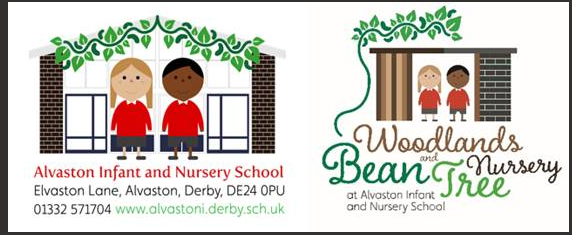 Alvaston Infant and Nursery School
Elvaston Lane, Alvaston, Derby, DE24 0PU
01332 571704 www.alvastoni.derby.sch.uk
Woodlands
and
Bean Tree Nursery
at Alvaston Infant
and Nursery School